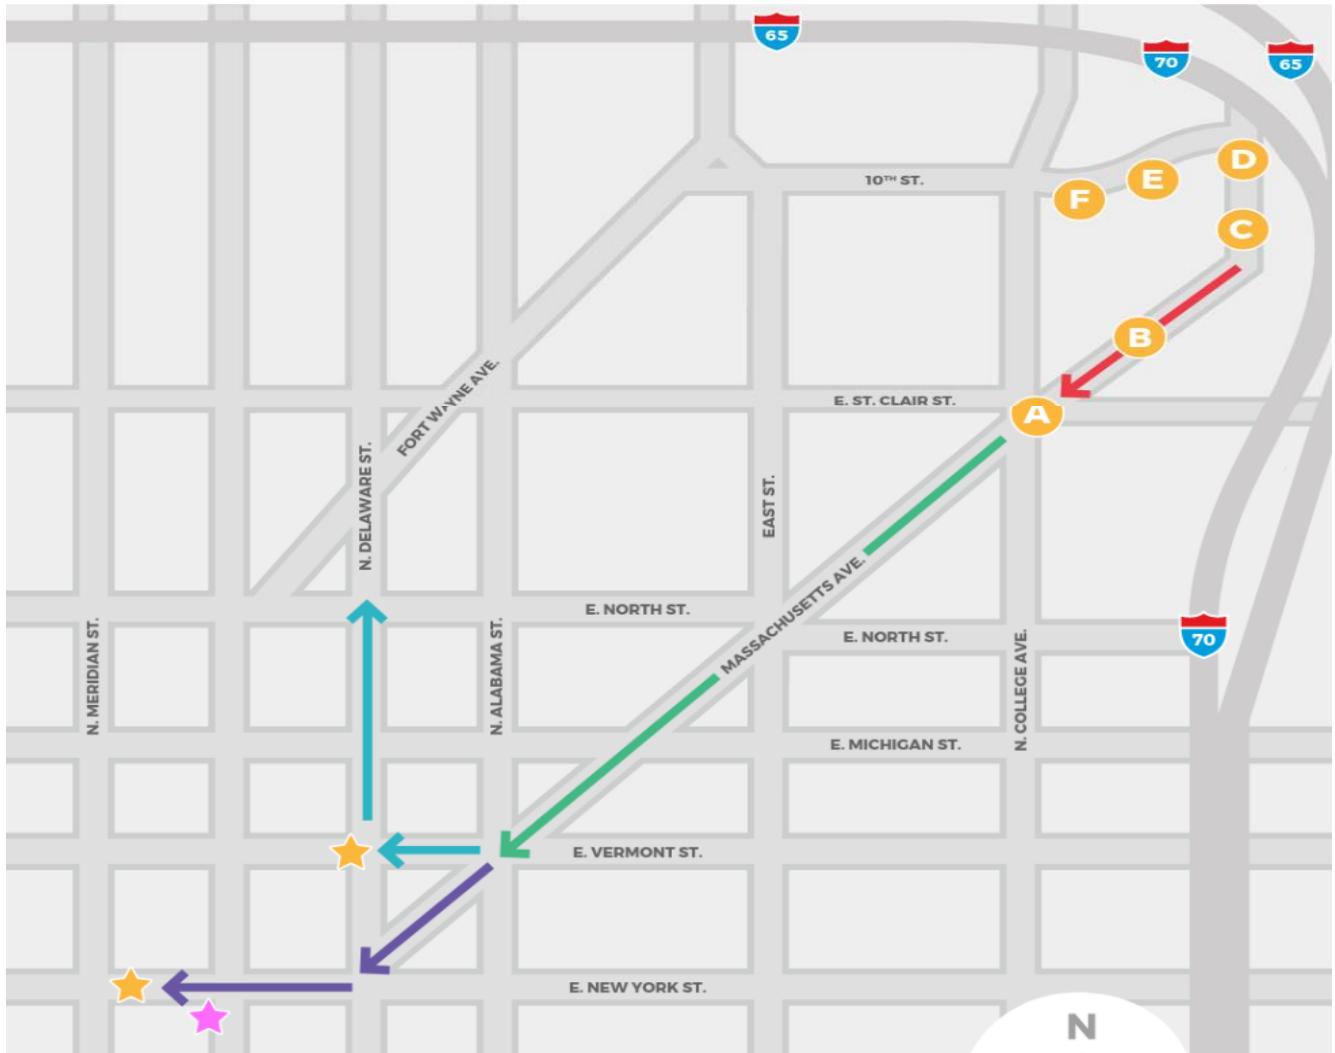 65
70
65
10TH ST.
D
E
F
C
B
FORT WAYNE AVE.
E. ST. CLAIR ST.
A
N. DELAWARE ST.
EAST ST.
MASSACHUSETTS AVE.
E. NORTH ST.
E. NORTH ST.
70
N. MERIDIAN ST.
N. ALABAMA ST.
N. COLLEGE AVE.
E. MICHIGAN ST.
E. VERMONT ST.
E. NEW YORK ST.
N